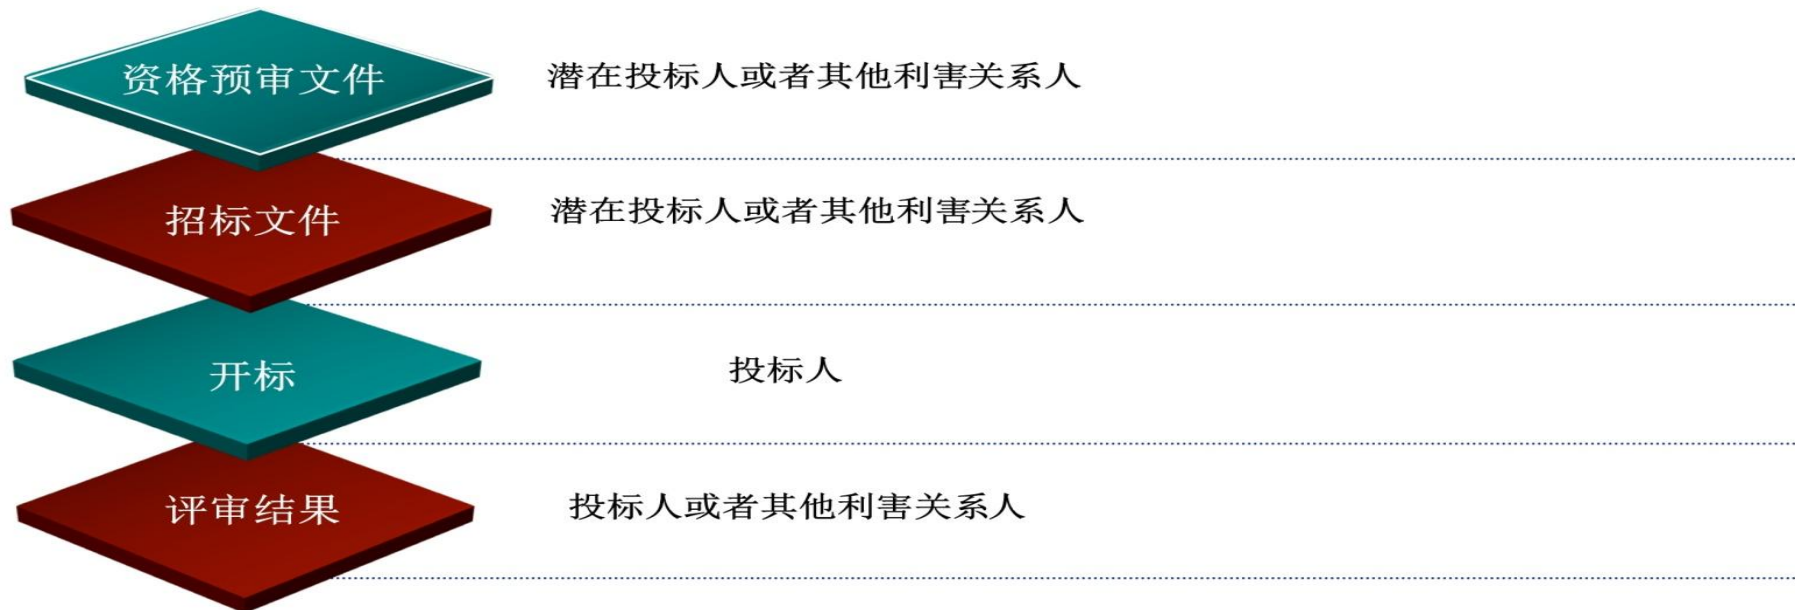 资格预审文件
潜在投标人或者其他利害关系人
招标文件
潜在投标人或者其他利害关系人
开标
投标人
评审结果
投标人或者其他利害关系人